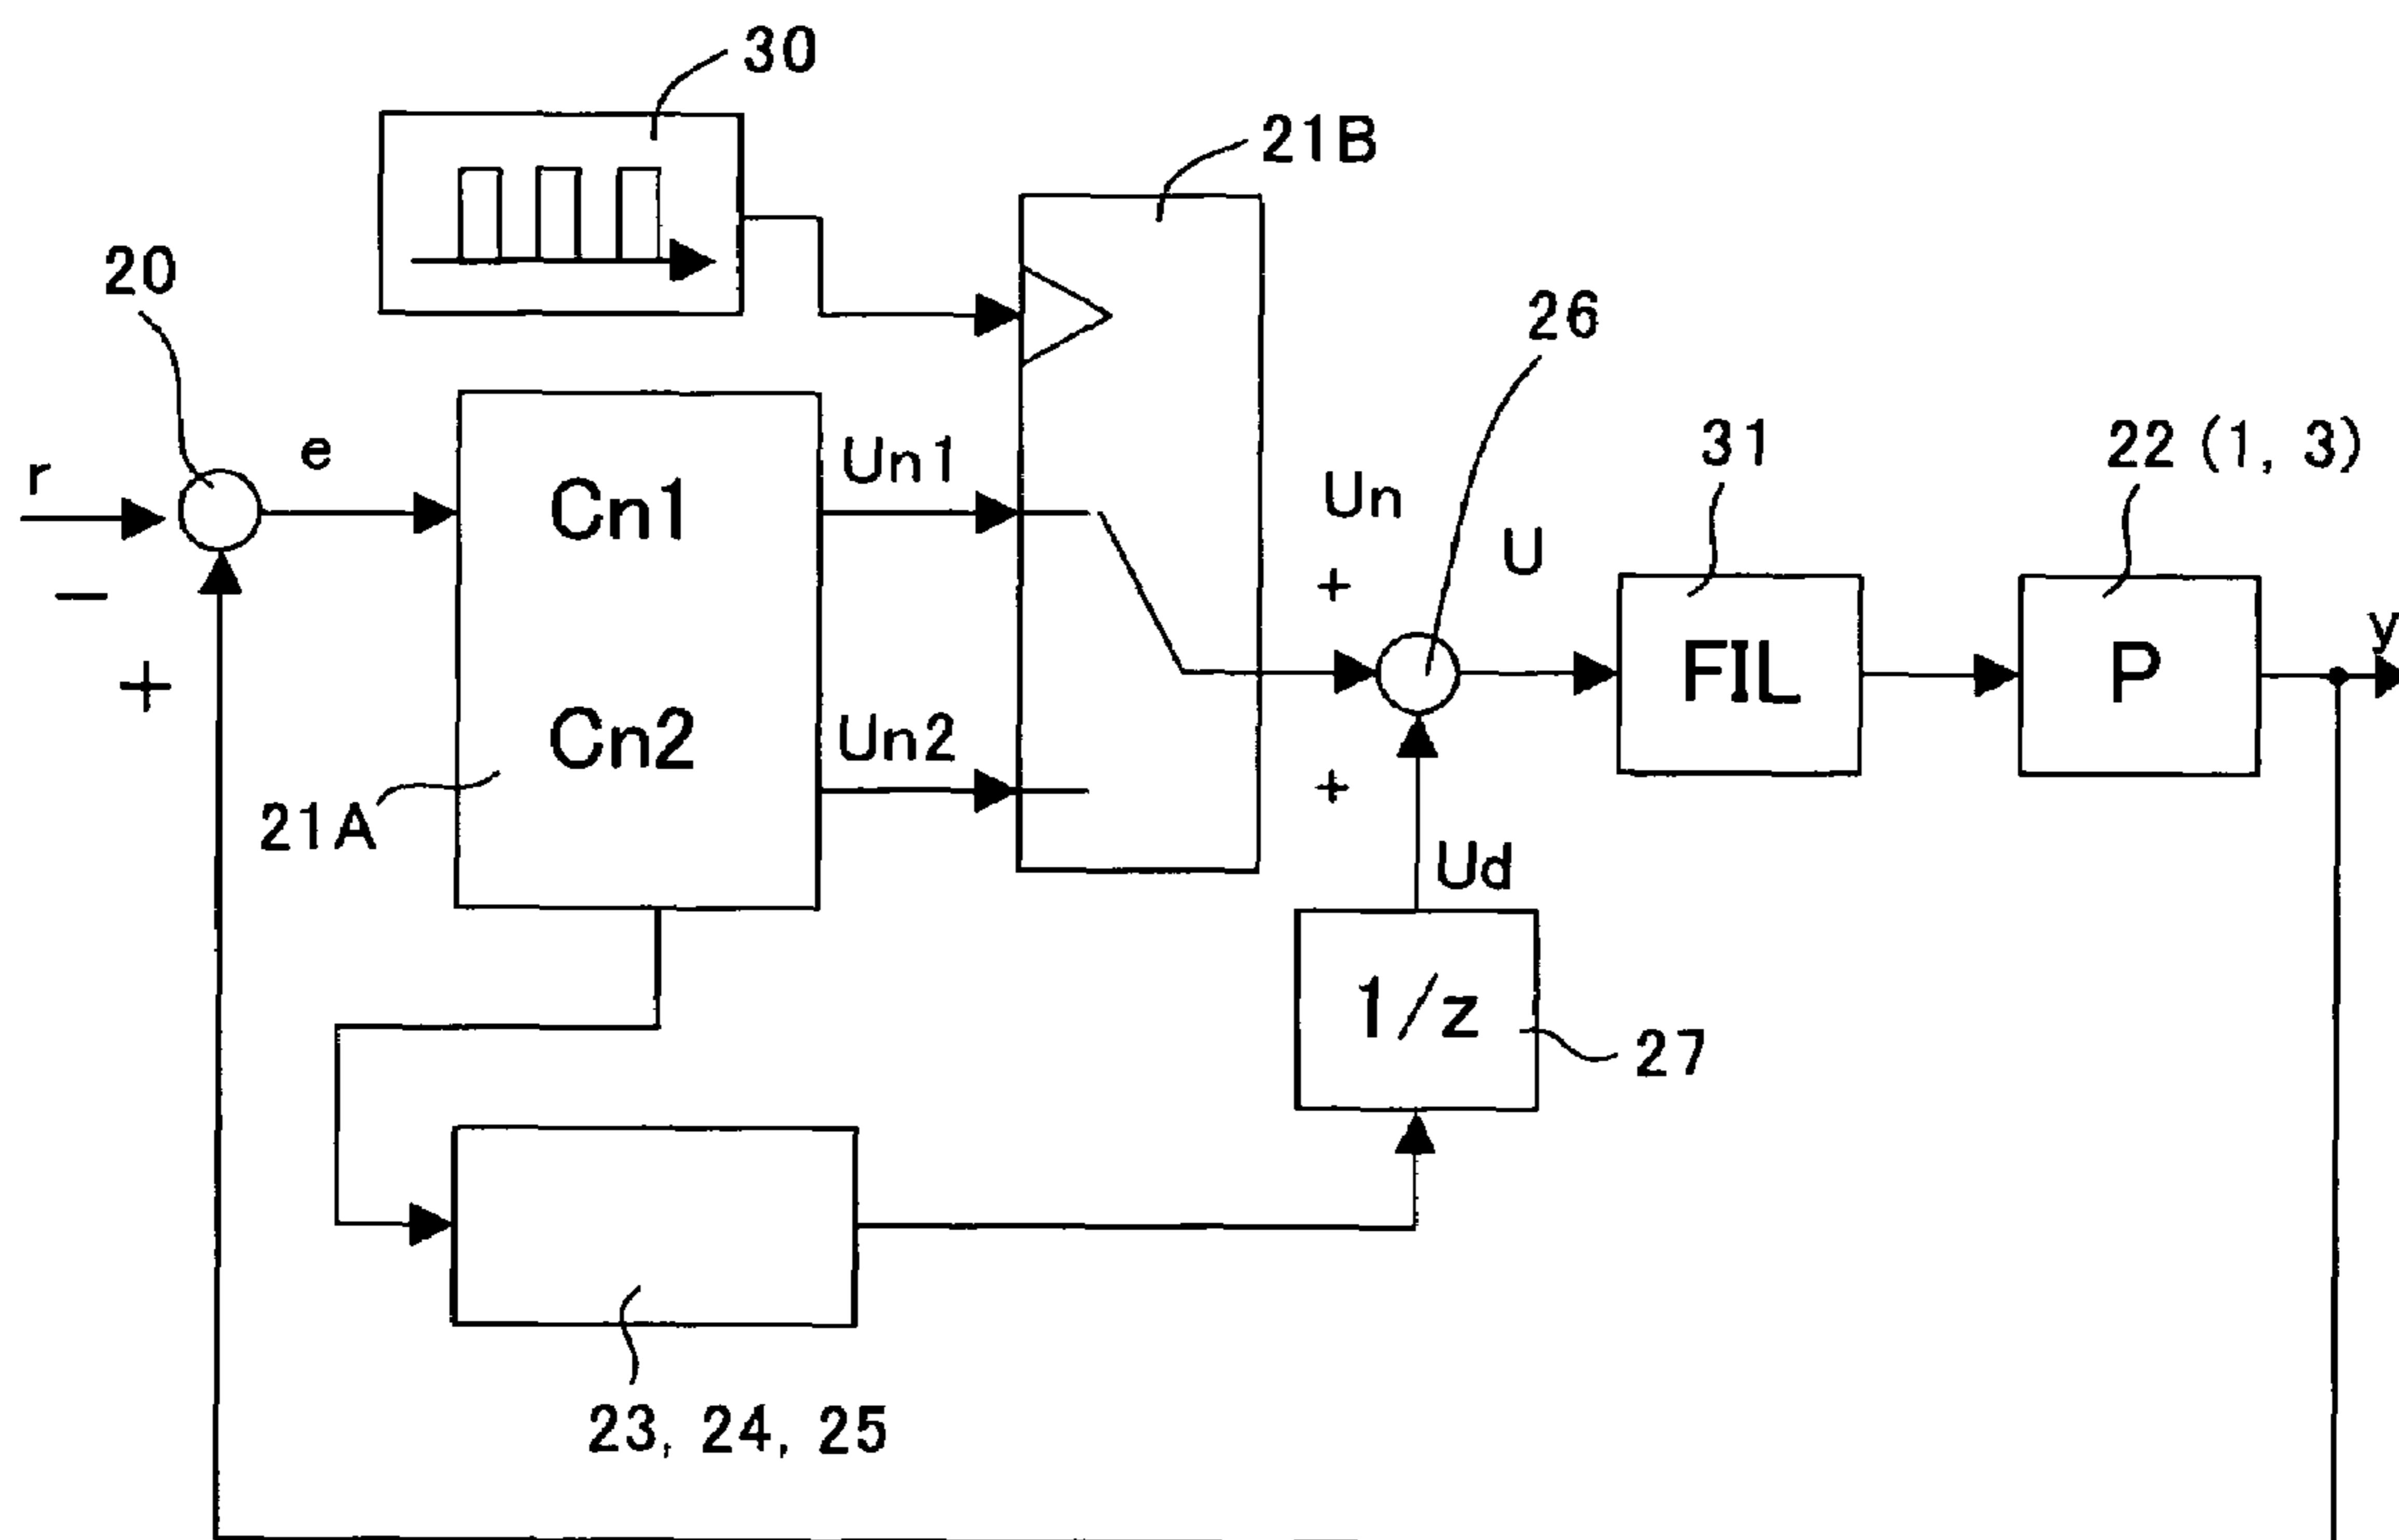 30
21B
20
26
r
e
Cn1
Un1
Un
U
31
22 (1, 3)
−
+
+
FIL
P
y
Cn2
Un2
21A
+
Ud
1/z
27
23, 24, 25